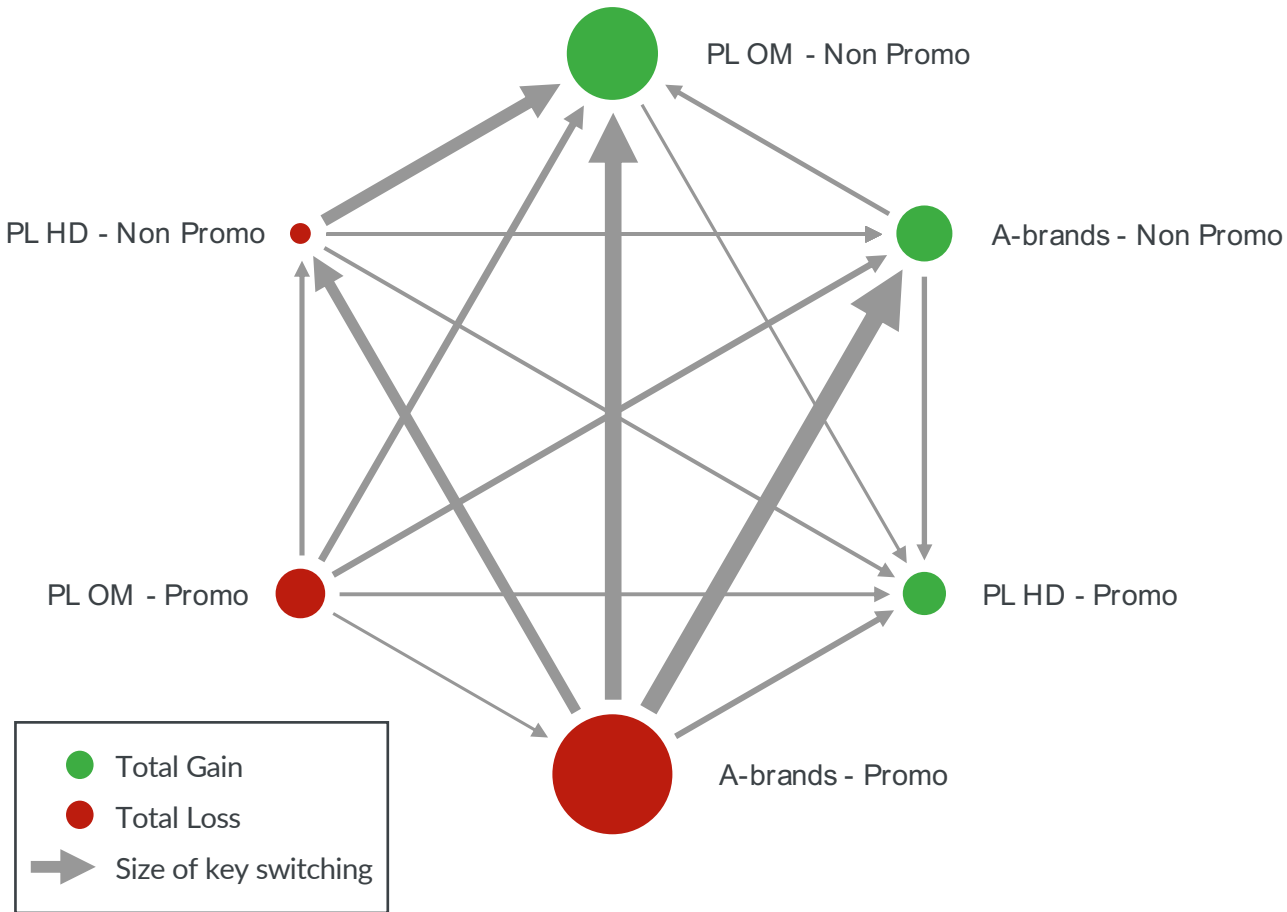 PL OM - Non Promo
PL HD - Non Promo
A-brands - Non Promo
PL OM - Promo
PL HD - Promo
A-brands - Promo
Total Gain
Total Loss
Size of key switching